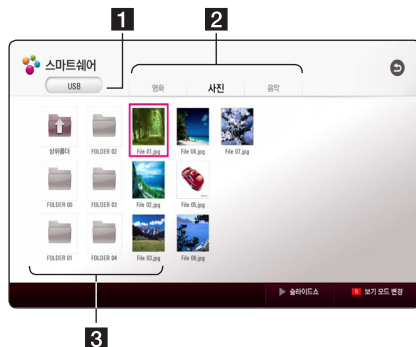 1
2
스마트쉐어
USB
영화
사진
음악
상위폴더
FOLDER 02
File 01.jpg
File 04.jpg
File 07.jpg
FOLDER 00
FOLDER 03
File 02.jpg
File 05.jpg
FOLDER 01
FOLDER 04
File 03.jpg
File 06.jpg
▶ 슬라이드쇼
R 보기 모드 변경
3